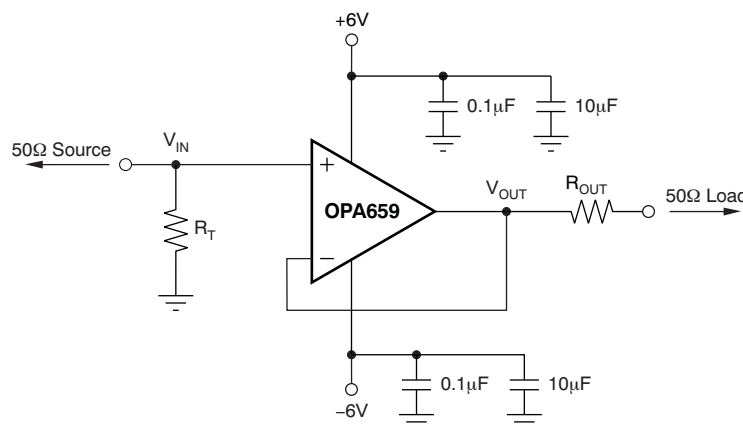 +6V
0.1μF
10μF
50Ω Source
V_IN
+
OPA659
−
R_T
V_OUT
R_OUT
50Ω Load
0.1μF
10μF
−6V